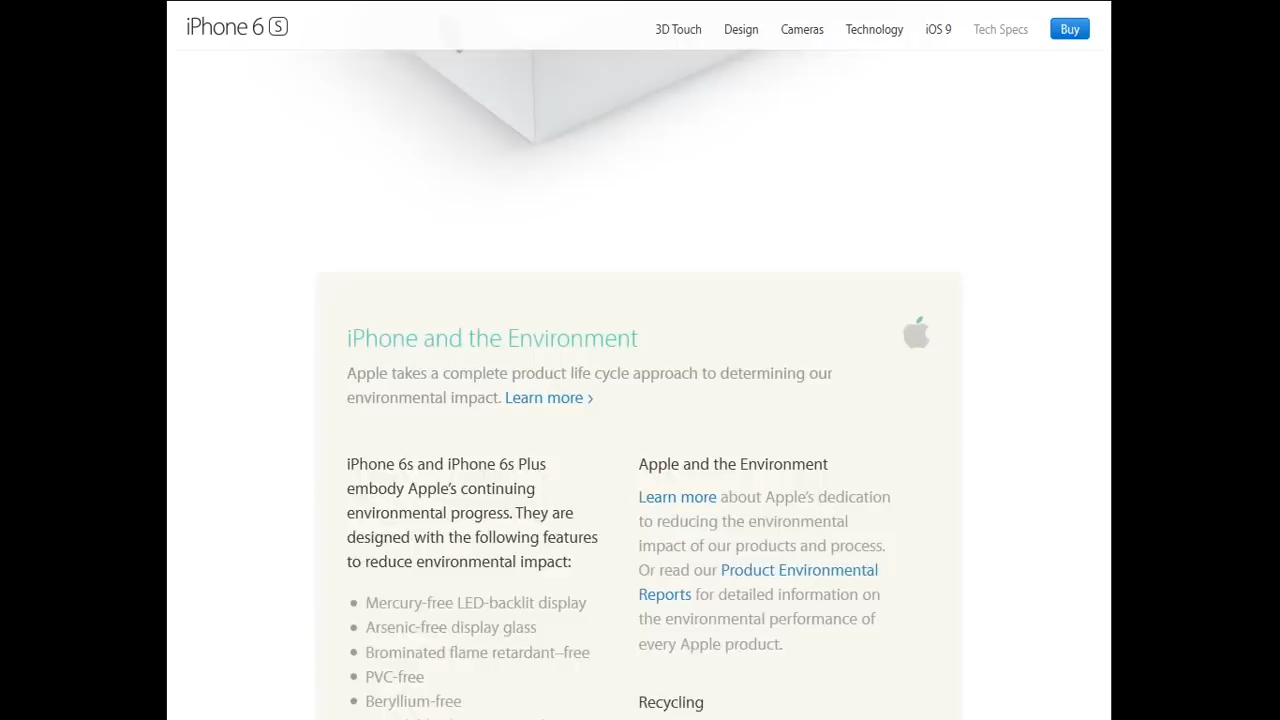 iPhone 6 S
3D Touch Design Cameras Technology iOS 9 Tech Specs Buy
iPhone and the Environment
Apple takes a complete product life cycle approach to determining our
environmental impact. Learn more >
iPhone 6s and iPhone 6s Plus
embody Apple's continuing
environmental progress. They are
designed with the following features
to reduce environmental impact:
• Mercury-free LED-backlit display
• Arsenic-free display glass
• Brominated flame retardant–free
• PVC-free
• Beryllium-free
Apple and the Environment
Learn more about Apple's dedication
to reducing the environmental
impact of our products and process.
Or read our Product Environmental
Reports for detailed information on
the environmental performance of
every Apple product.
Recycling